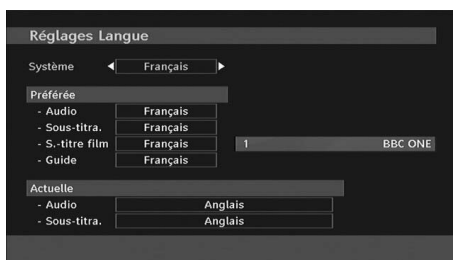 Réglages Langue
Système Français
Préférée
- Audio Français
- Sous-titra. Français
- S.-titre film Français 1 BBC ONE
- Guide Français
Actuelle
- Audio Anglais
- Sous-titra. Anglais